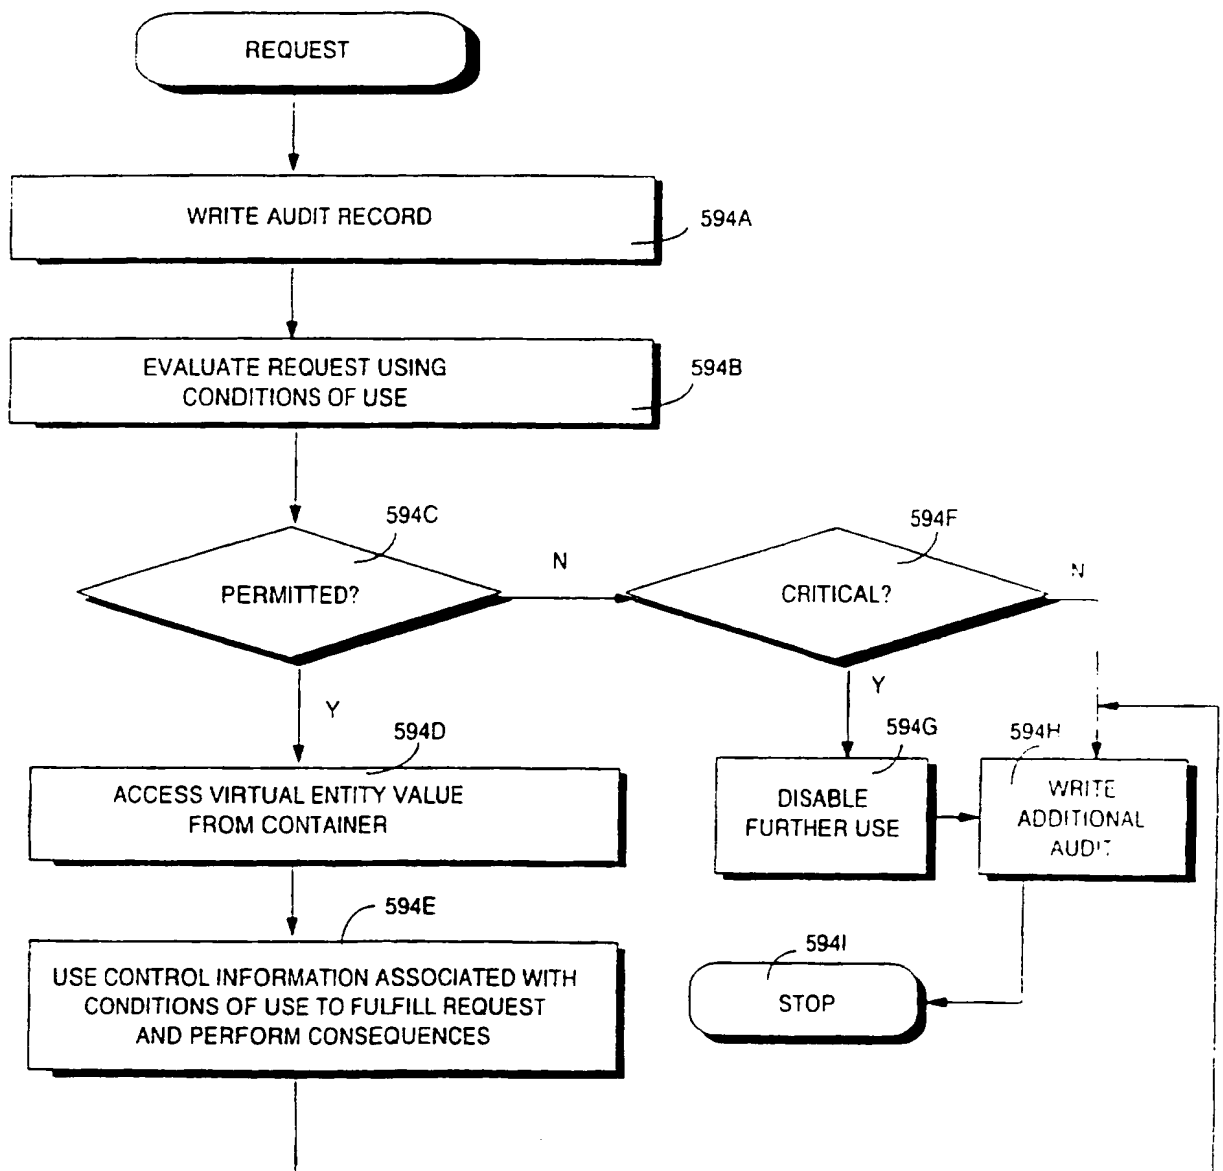 REQUEST
WRITE AUDIT RECORD
594A
EVALUATE REQUEST USING
CONDITIONS OF USE
594B
594C
PERMITTED?
N
594F
CRITICAL?
N
Y
Y
594D
ACCESS VIRTUAL ENTITY VALUE
FROM CONTAINER
594G
DISABLE
FURTHER USE
594H
WRITE
ADDITIONAL
AUDIT
594E
USE CONTROL INFORMATION ASSOCIATED WITH
CONDITIONS OF USE TO FULFILL REQUEST
AND PERFORM CONSEQUENCES
594I
STOP